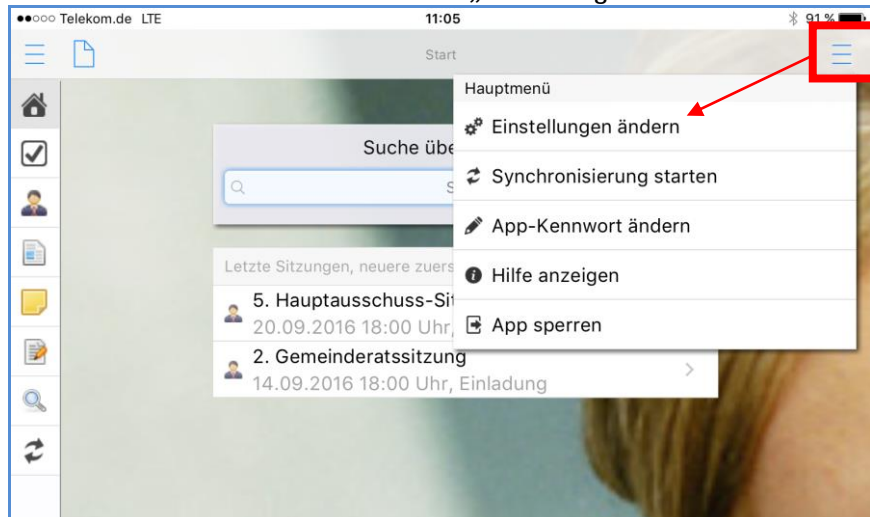 Telekom.de LTE 11:05 91 %
Start
Hauptmenü
Einstellungen ändern
Synchronisierung starten
App-Kennwort ändern
Hilfe anzeigen
App sperren
Suche übe
S
Letzte Sitzungen, neuere zuers
5. Hauptausschuss-Sit
20.09.2016 18:00 Uhr,
2. Gemeinderatssitzung
14.09.2016 18:00 Uhr, Einladung